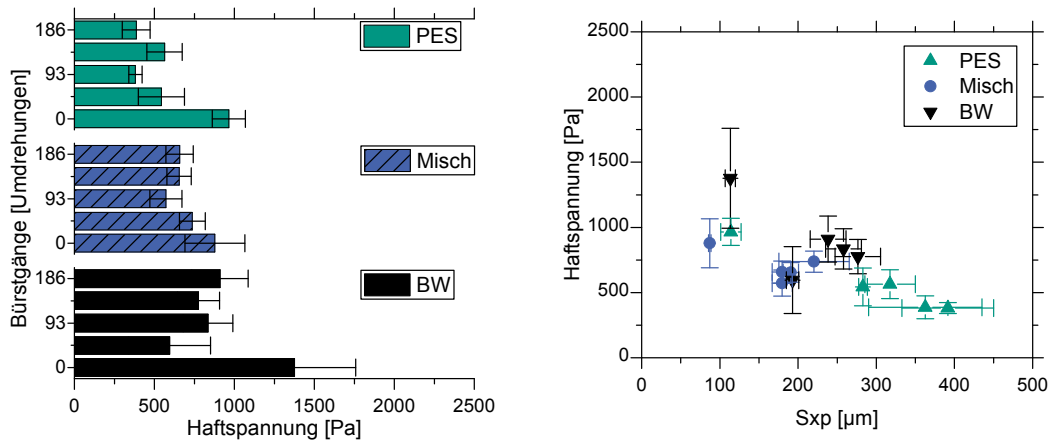 Bürstgänge [Umdrehungen]
186
93
0
PES
186
93
0
Misch
186
93
0
BW
0 500 1000 1500 2000 2500
Haftspannung [Pa]
Haftspannung [Pa]
2500
2000
1500
1000
500
0
PES
Misch
BW
0 100 200 300 400 500
Sxp [µm]